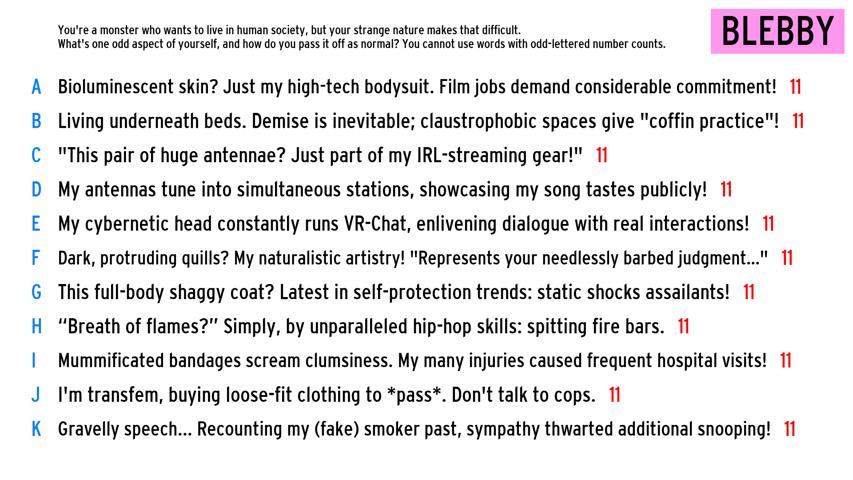 You're a monster who wants to live in human society, but your strange nature makes that difficult.
What's one odd aspect of yourself, and how do you pass it off as normal? You cannot use words with odd-lettered number counts.
BLEBBY
A Bioluminescent skin? Just my high-tech bodysuit. Film jobs demand considerable commitment! 11
B Living underneath beds. Demise is inevitable; claustrophobic spaces give "coffin practice"! 11
C "This pair of huge antennae? Just part of my IRL-streaming gear!" 11
D My antennas tune into simultaneous stations, showcasing my song tastes publicly! 11
E My cybernetic head constantly runs VR-Chat, enlivening dialogue with real interactions! 11
F Dark, protruding quills? My naturalistic artistry! "Represents your needlessly barbed judgment..." 11
G This full-body shaggy coat? Latest in self-protection trends: static shocks assailants! 11
H “Breath of flames?” Simply, by unparalleled hip-hop skills: spitting fire bars. 11
I Mummificated bandages scream clumsiness. My many injuries caused frequent hospital visits! 11
J I'm transfem, buying loose-fit clothing to *pass*. Don't talk to cops. 11
K Gravelly speech... Recounting my (fake) smoker past, sympathy thwarted additional snooping! 11